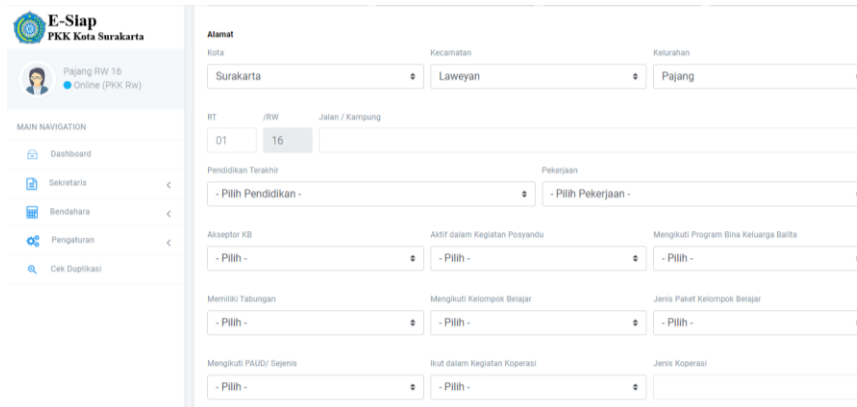 E-Siap
PKK Kota Surakarta
Pajang RW 16
Online (PKK Rw)
MAIN NAVIGATION
Dashboard
Sekretaris
Bendahara
Pengaturan
Cek Duplikasi
Alamat
Kota Kecamatan Kelurahan
Surakarta Laweyan Pajang
RT /RW Jalan / Kampung
01 16
Pendidikan Terakhir Pekerjaan
- Pilih Pendidikan - - Pilih Pekerjaan -
Akseptor KB Aktif dalam Kegiatan Posyandu Mengikuti Program Bina Keluarga Balita
- Pilih - - Pilih - - Pilih -
Memiliki Tabungan Mengikuti Kelompok Belajar Jenis Paket Kelompok Belajar
- Pilih - - Pilih - - Pilih -
Mengikuti PAUD/ Sejenis Ikut dalam Kegiatan Koperasi Jenis Koperasi
- Pilih - - Pilih -